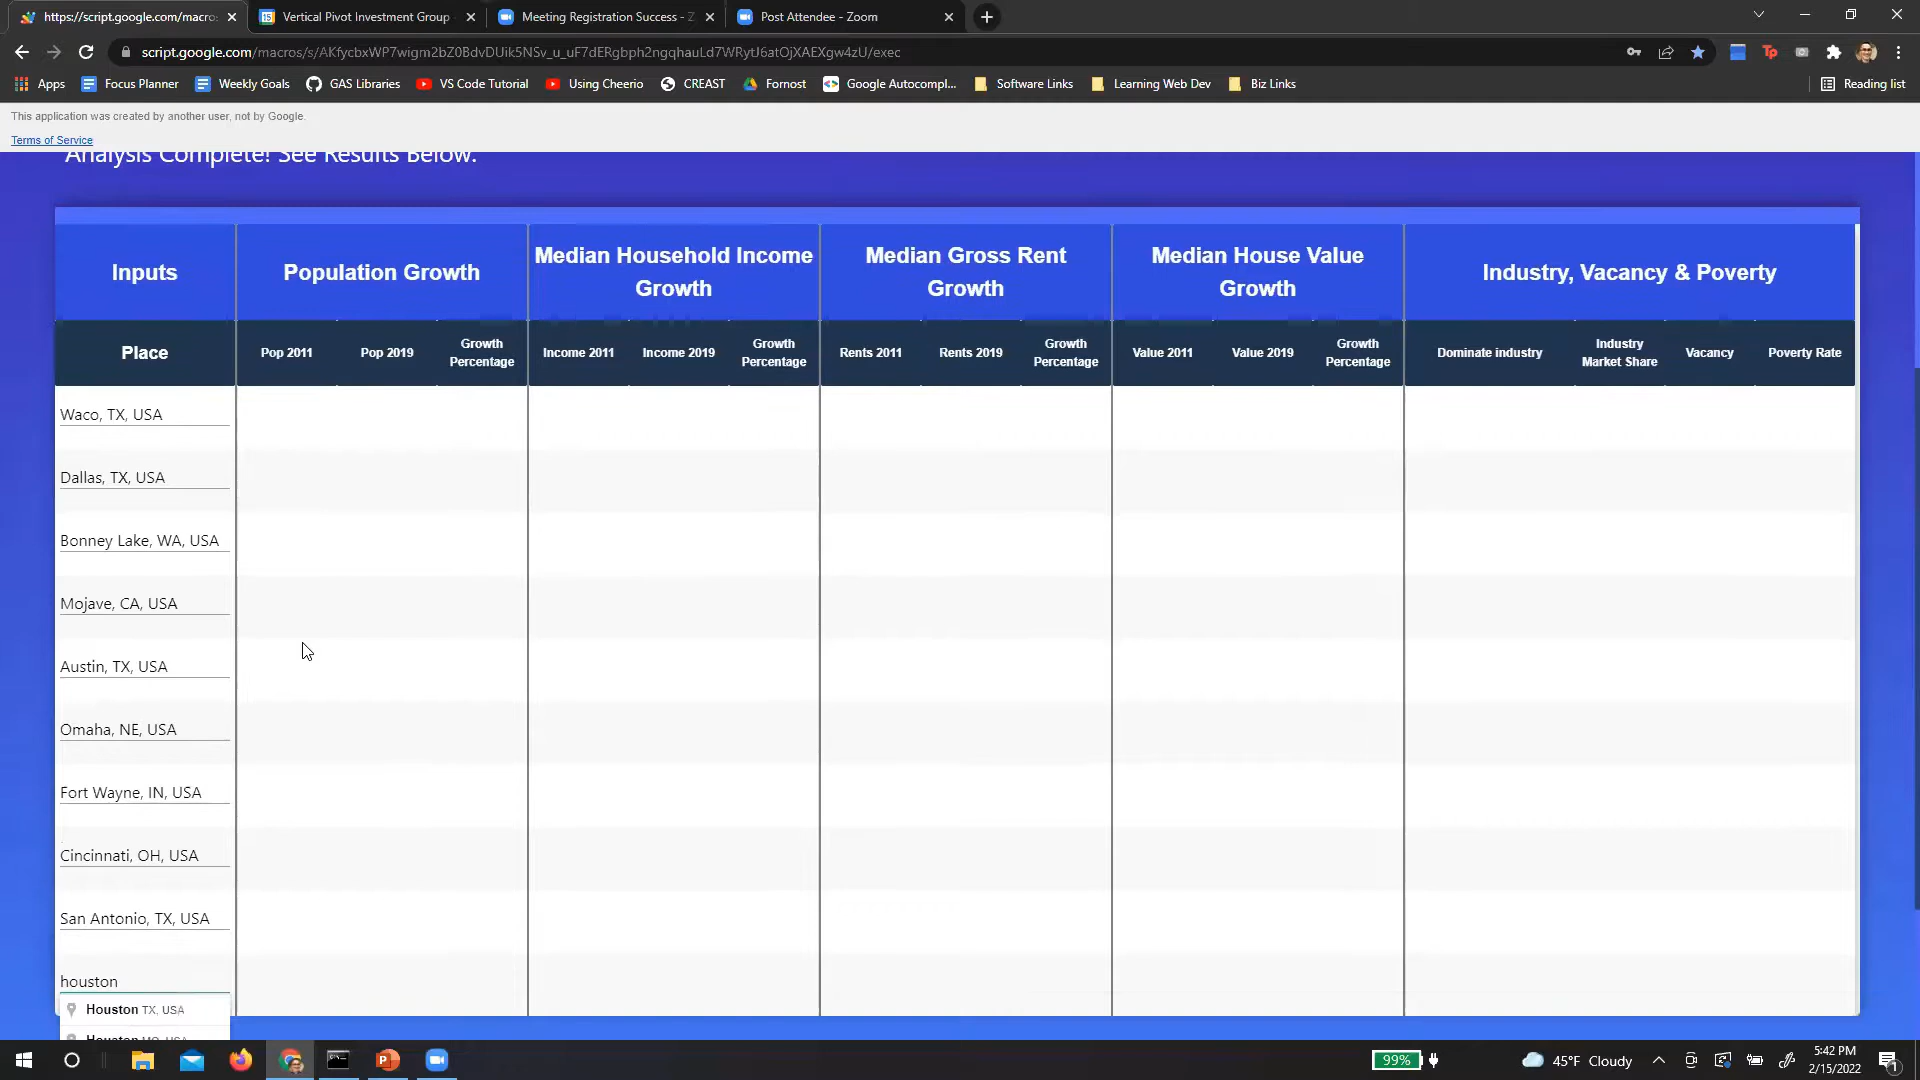 https://script.google.com/macro
Vertical Pivot Investment Group
Meeting Registration Success - Z
Post Attendee - Zoom
script.google.com/macros/s/AKfycbxWP7wigm2bZ0BdvDUik5NSv_u_uF7dERgbph2ngqhauLd7WRytJ6atOjXAEXgw4zU/exec
Apps
Focus Planner
Weekly Goals
GAS Libraries
VS Code Tutorial
Using Cheerio
CREAST
Fornost
Google Autocompl...
Software Links
Learning Web Dev
Biz Links
Reading list
This application was created by another user, not by Google.
Terms of Service
Analysis Complete! See Results Below.
Inputs
Population Growth
Median Household Income
Growth
Median Gross Rent
Growth
Median House Value
Growth
Industry, Vacancy & Poverty
Place
Pop 2011
Pop 2019
Growth
Percentage
Income 2011
Income 2019
Growth
Percentage
Rents 2011
Rents 2019
Growth
Percentage
Value 2011
Value 2019
Growth
Percentage
Dominate industry
Industry
Market Share
Vacancy
Poverty Rate
Waco, TX, USA
Dallas, TX, USA
Bonney Lake, WA, USA
Mojave, CA, USA
Austin, TX, USA
Omaha, NE, USA
Fort Wayne, IN, USA
Cincinnati, OH, USA
San Antonio, TX, USA
houston
Houston TX, USA
Houston MO, USA
99%
45°F Cloudy
5:42 PM
2/15/2022